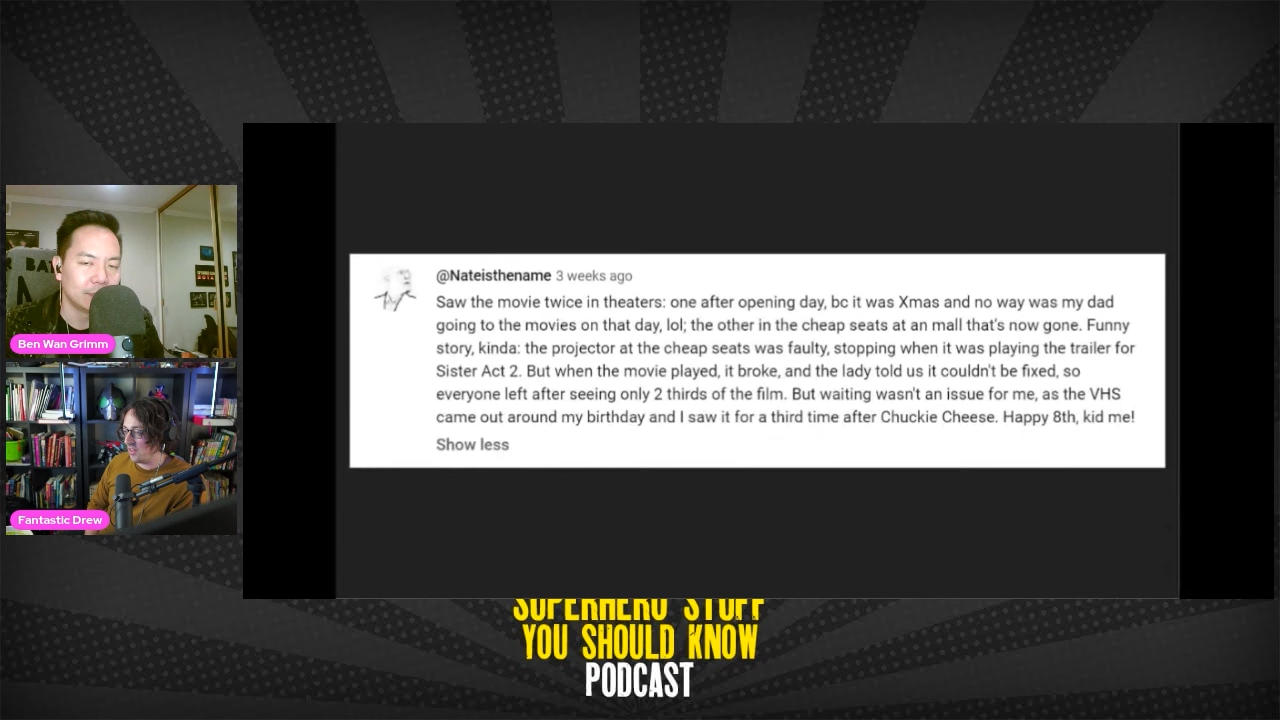 @Nateisthename 3 weeks ago
Saw the movie twice in theaters: one after opening day, bc it was Xmas and no way was my dad
going to the movies on that day, lol; the other in the cheap seats at an mall that's now gone. Funny
story, kinda: the projector at the cheap seats was faulty, stopping when it was playing the trailer for
Sister Act 2. But when the movie played, it broke, and the lady told us it couldn't be fixed, so
everyone left after seeing only 2 thirds of the film. But waiting wasn't an issue for me, as the VHS
came out around my birthday and I saw it for a third time after Chuckie Cheese. Happy 8th, kid me!
Show less
Ben Wan Grimm
Fantastic Drew
SUPERHERO STUFF
YOU SHOULD KNOW
PODCAST